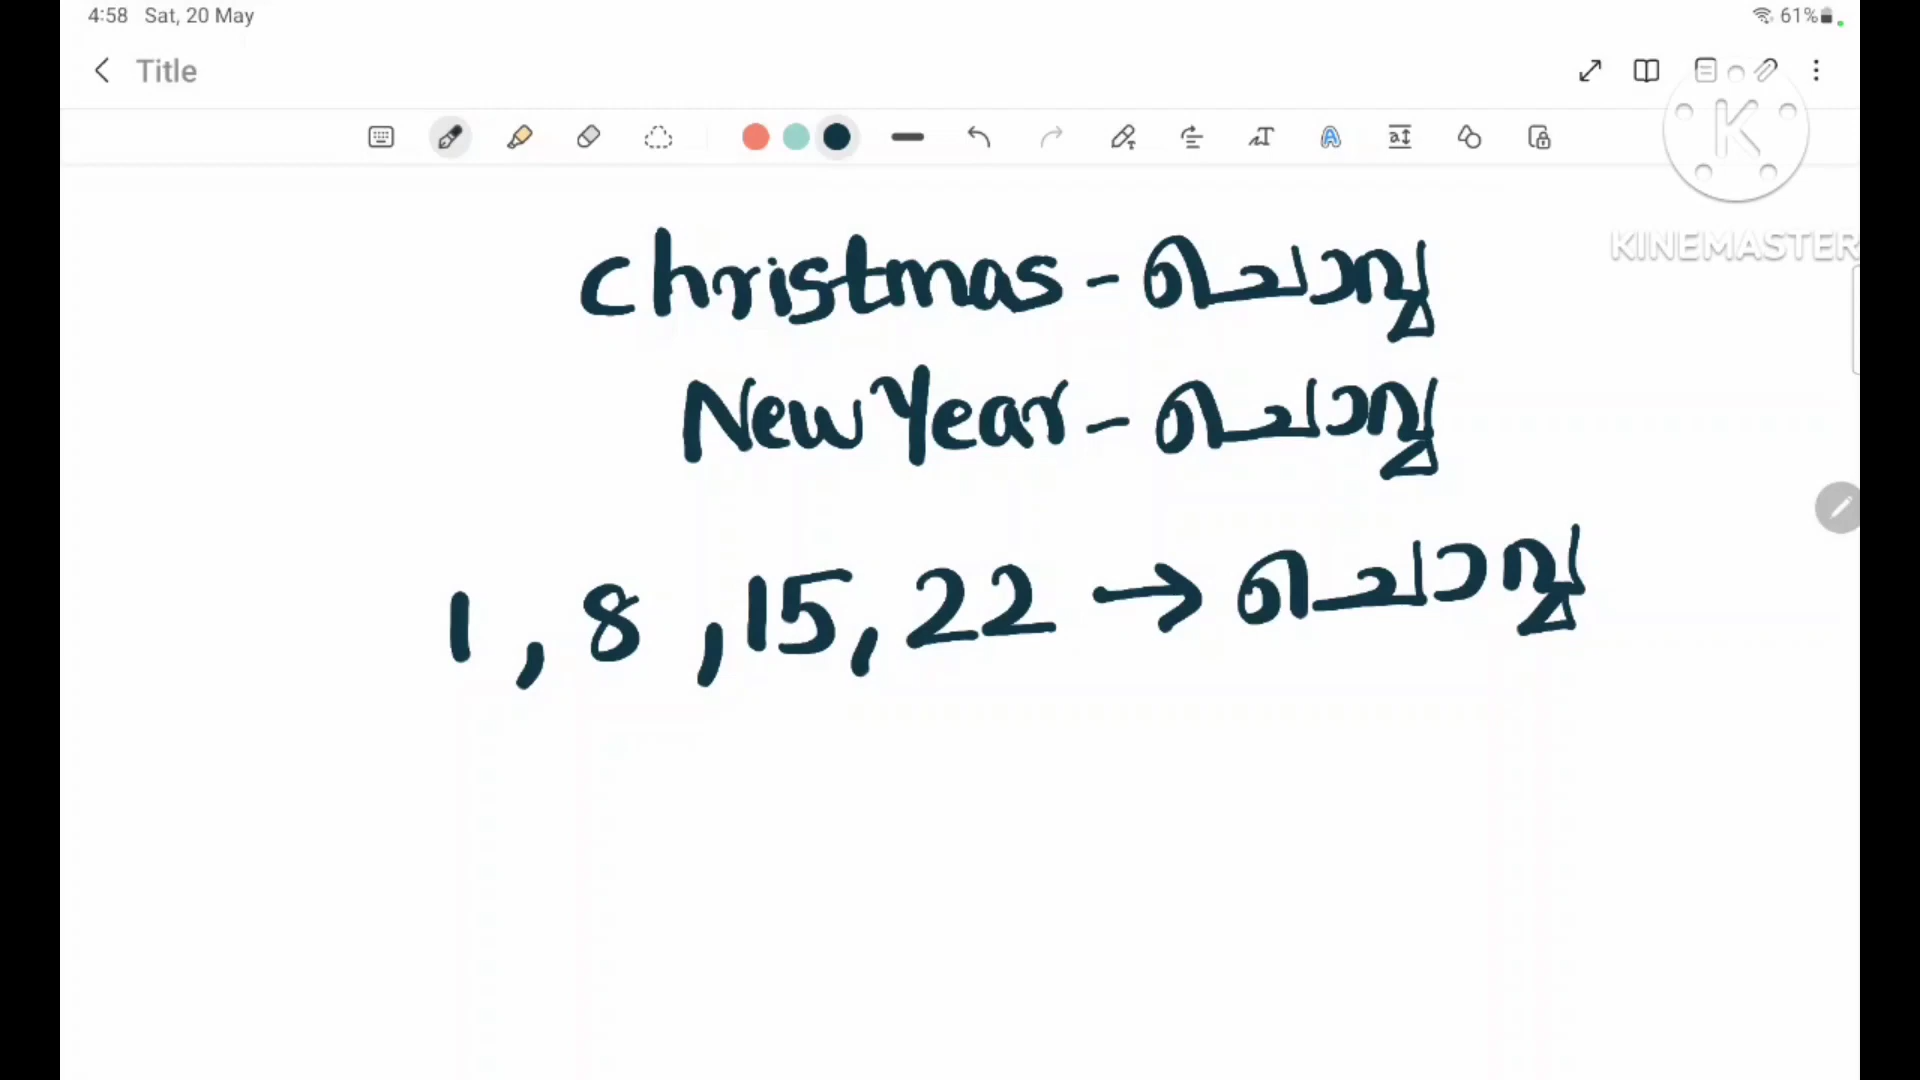 4:58 Sat, 20 May 61%
Title
KINEMASTER
Christmas - ചൊവ്വ
New Year - ചൊവ്വ
1, 8, 15, 22 → ചൊവ്വ